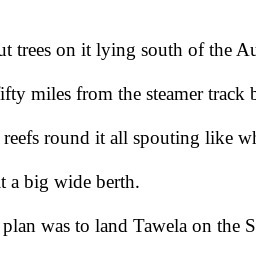 ut trees on it lying south of the Au
ifty miles from the steamer track b
reefs round it all spouting like wh
t a big wide berth.
plan was to land Tawela on the S